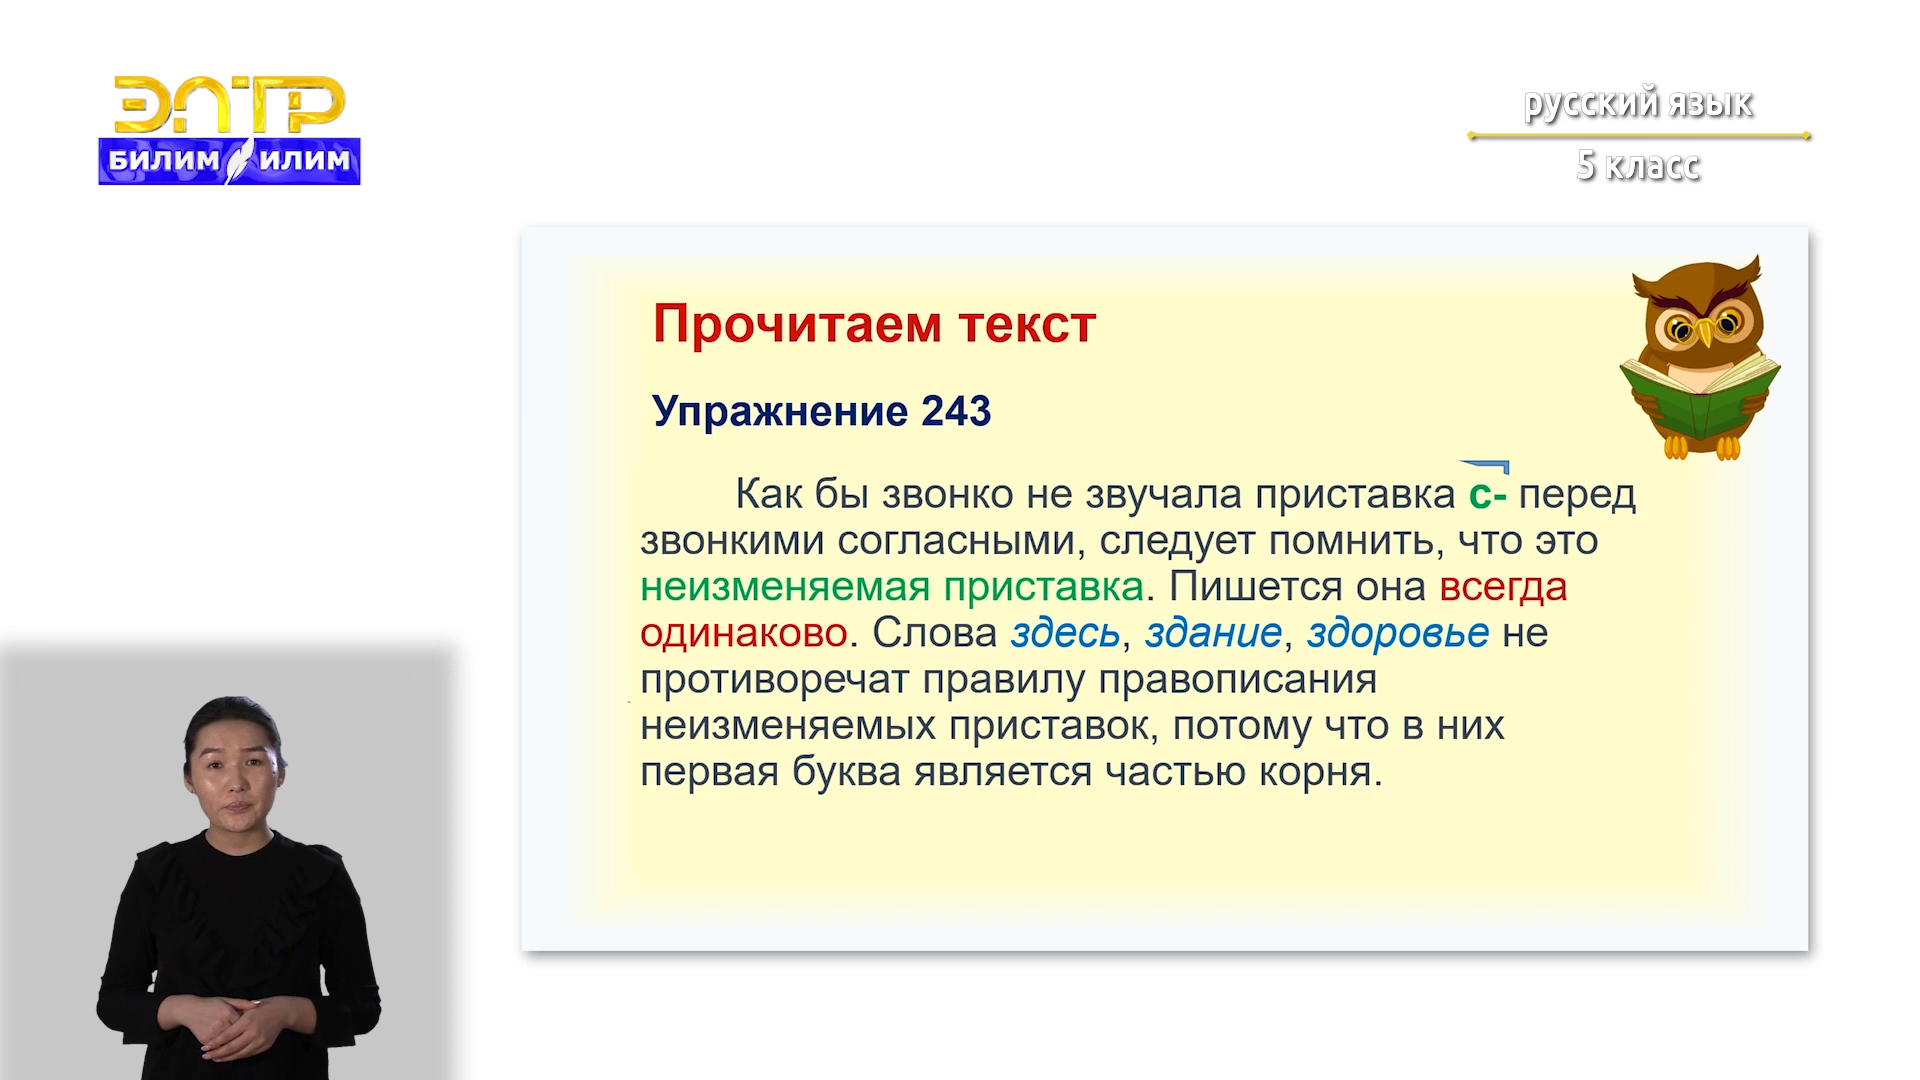 ЭЛТР
БИЛИМ ИЛИМ
русский язык
5 класс
Прочитаем текст
Упражнение 243
Как бы звонко не звучала приставка с- перед
звонкими согласными, следует помнить, что это
неизменяемая приставка. Пишется она всегда
одинаково. Слова здесь, здание, здоровье не
противоречат правилу правописания
неизменяемых приставок, потому что в них
первая буква является частью корня.